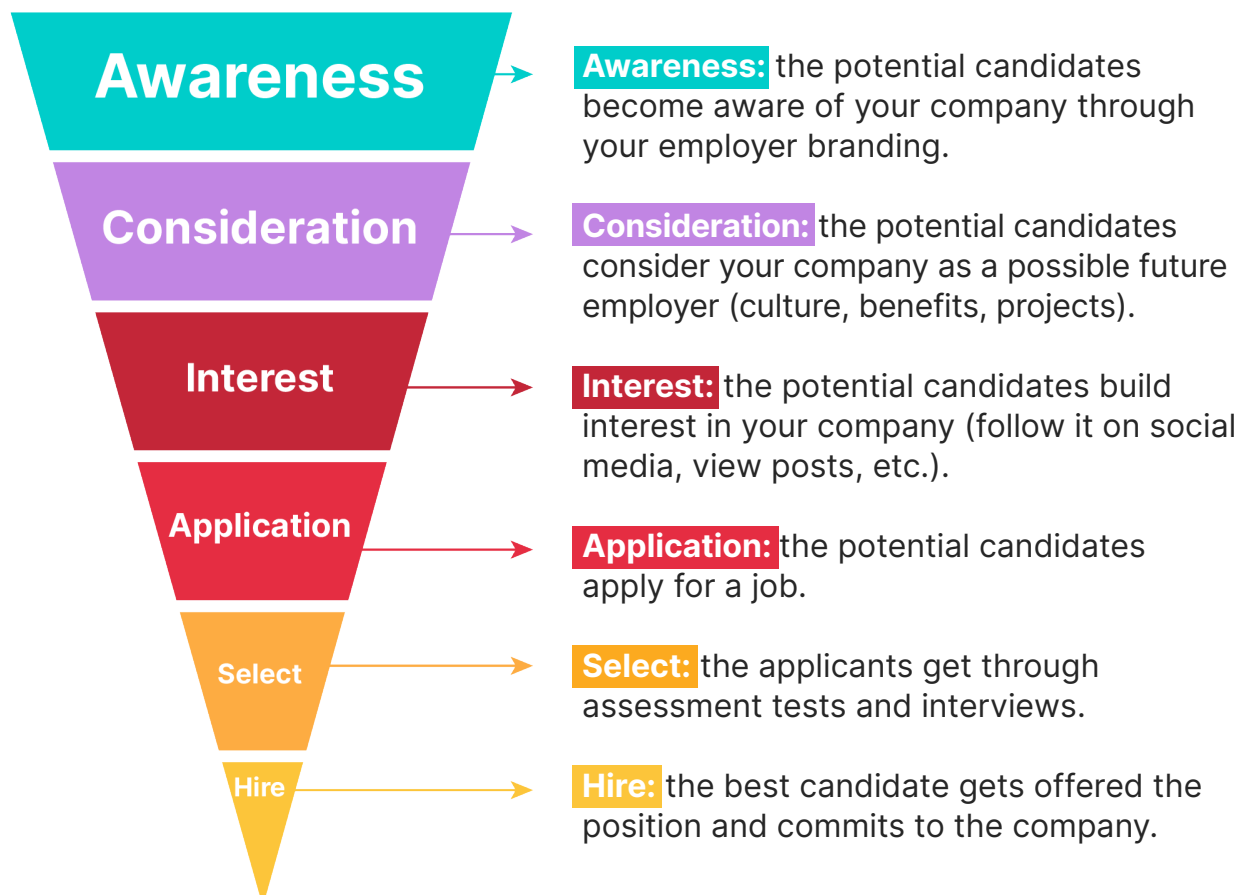 Awareness
Awareness: the potential candidates
become aware of your company through
your employer branding.
Consideration
Consideration: the potential candidates
consider your company as a possible future
employer (culture, benefits, projects).
Interest
Interest: the potential candidates build
interest in your company (follow it on social
media, view posts, etc.).
Application
Application: the potential candidates
apply for a job.
Select
Select: the applicants get through
assessment tests and interviews.
Hire
Hire: the best candidate gets offered the
position and commits to the company.